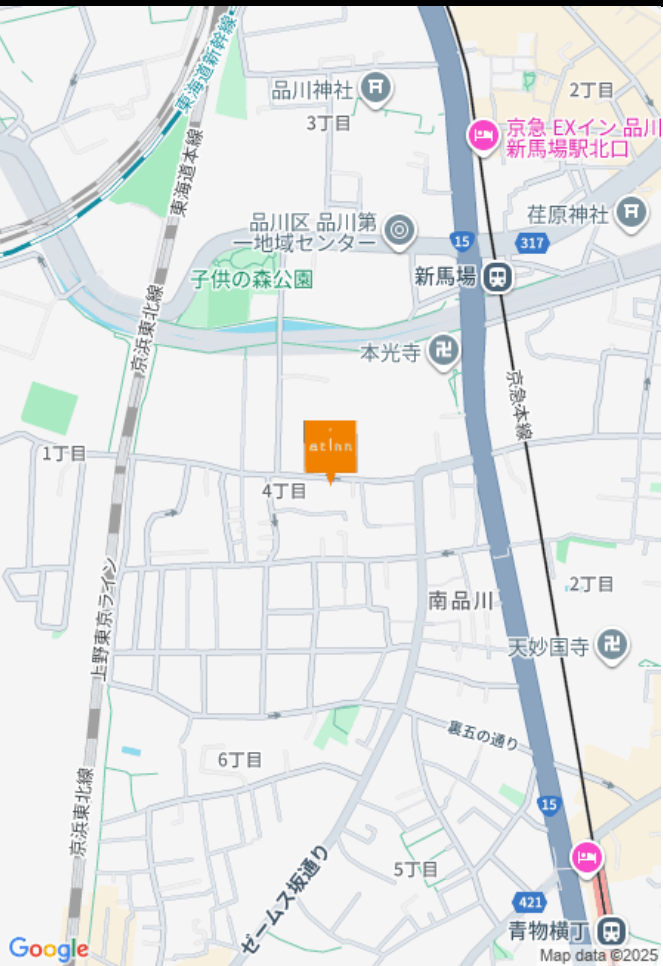 東海道新幹線
品川神社
2丁目
3丁目
京急 EXイン 品川
新馬場駅北口
東海道本線
荏原神社
品川区 品川第
一地域センター
15
317
新馬場
子供の森公園
京浜東北線
本光寺
京急本線
at inn
1丁目
4丁目
上野東京ライン
2丁目
南品川
天妙国寺
裏五の通り
6丁目
京浜東北線
15
ゼームス坂通り
5丁目
421
青物横丁
Google
Map data ©2025